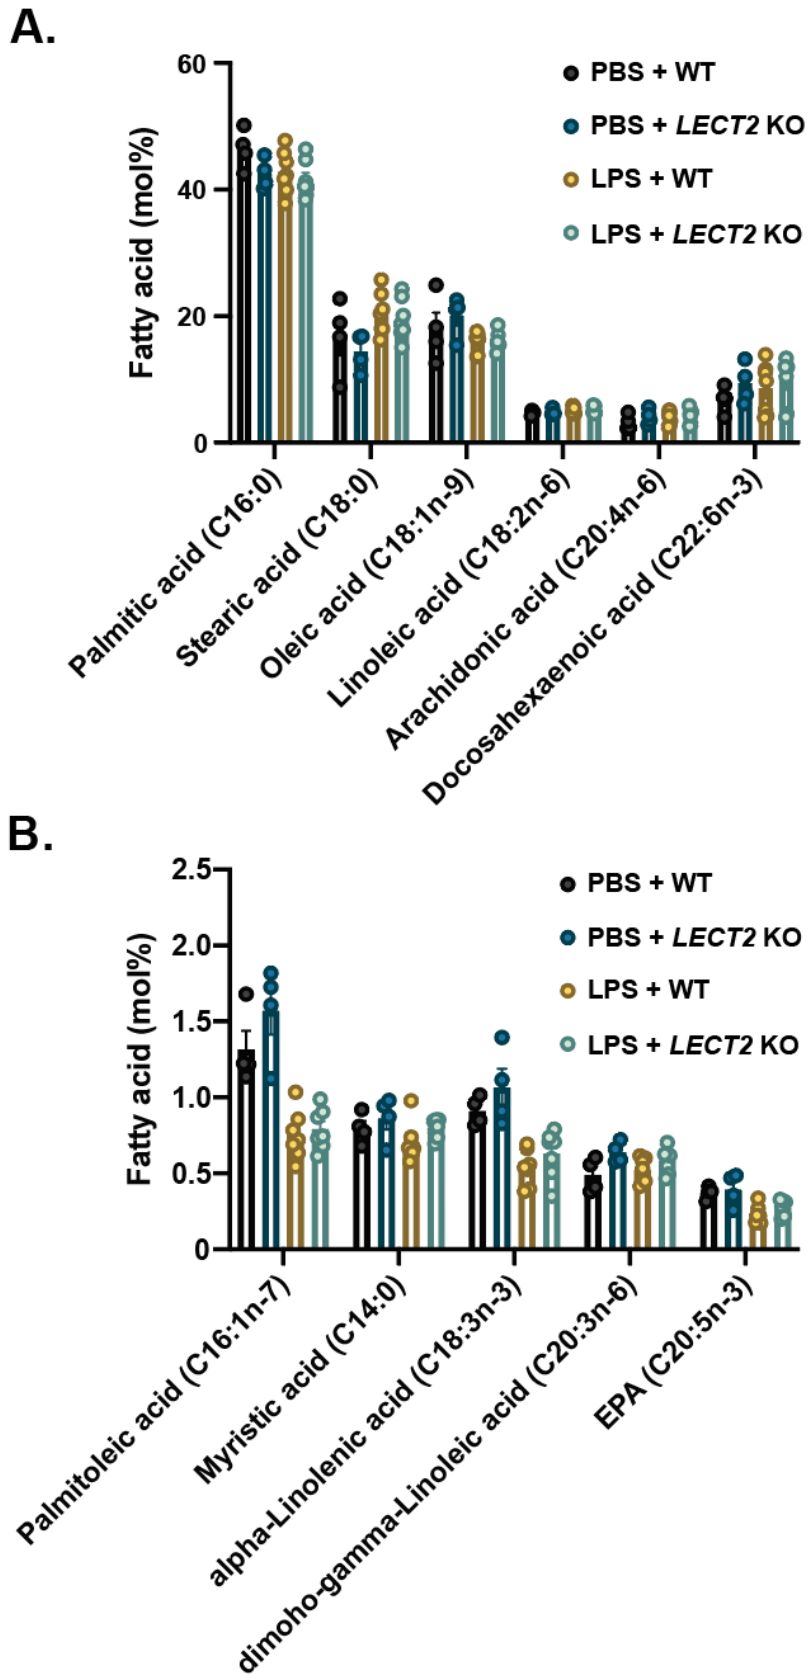 A.
60
40
20
0
Fatty acid (mol%)
PBS + WT
PBS + LECT2 KO
LPS + WT
LPS + LECT2 KO
Palmitic acid (C16:0)
Stearic acid (C18:0)
Oleic acid (C18:1n-9)
Linoleic acid (C18:2n-6)
Arachidonic acid (C20:4n-6)
Docosahexaenoic acid (C22:6n-3)
B.
2.5
2.0
1.5
1.0
0.5
0
Fatty acid (mol%)
PBS + WT
PBS + LECT2 KO
LPS + WT
LPS + LECT2 KO
Palmitoleic acid (C16:1n-7)
Myristic acid (C14:0)
alpha-Linolenic acid (C18:3n-3)
dimoho-gamma-Linoleic acid (C20:3n-6)
EPA (C20:5n-3)